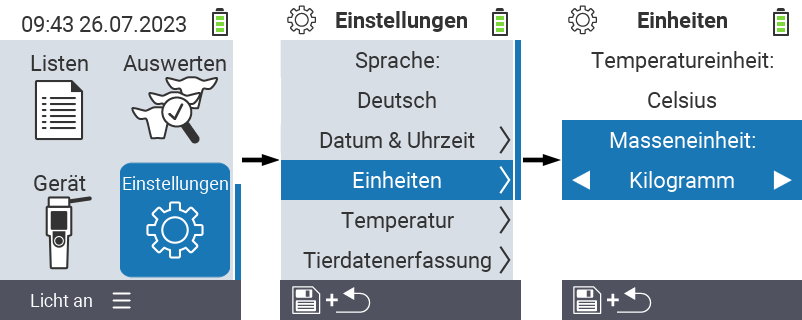 09:43 26.07.2023
Listen
Auswerten
Gerät
Einstellungen
Licht an
Einstellungen
Sprache:
Deutsch
Datum & Uhrzeit
Einheiten
Temperatur
Tierdatenerfassung
+
Einheiten
Temperatureinheit:
Celsius
Masseneinheit:
Kilogramm
+